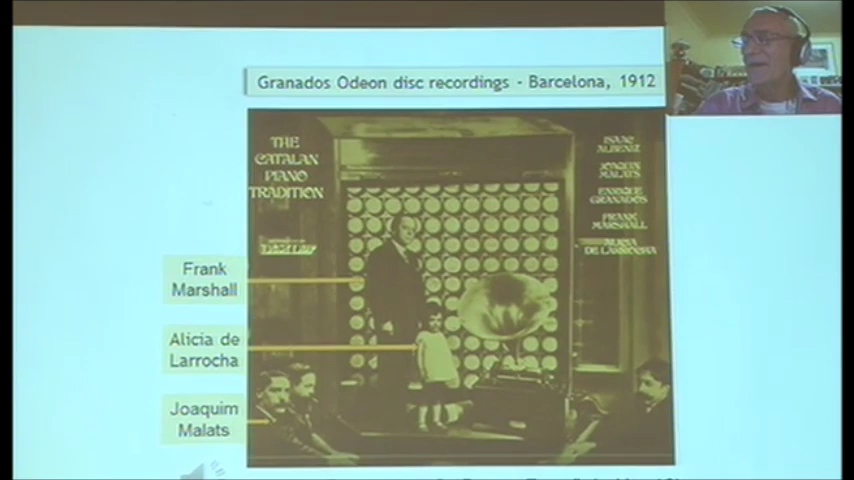 Granados Odeon disc recordings - Barcelona, 1912
THE
CATALAN
PIANO
TRADITION
ISAAC
ALBENIZ
JOAQUIN
MALATS
ENRIQUE
GRANADOS
FRANK
MARSHALL
ALICIA
DE LARROCHA
Frank
Marshall
Alicia de
Larrocha
Joaquim
Malats